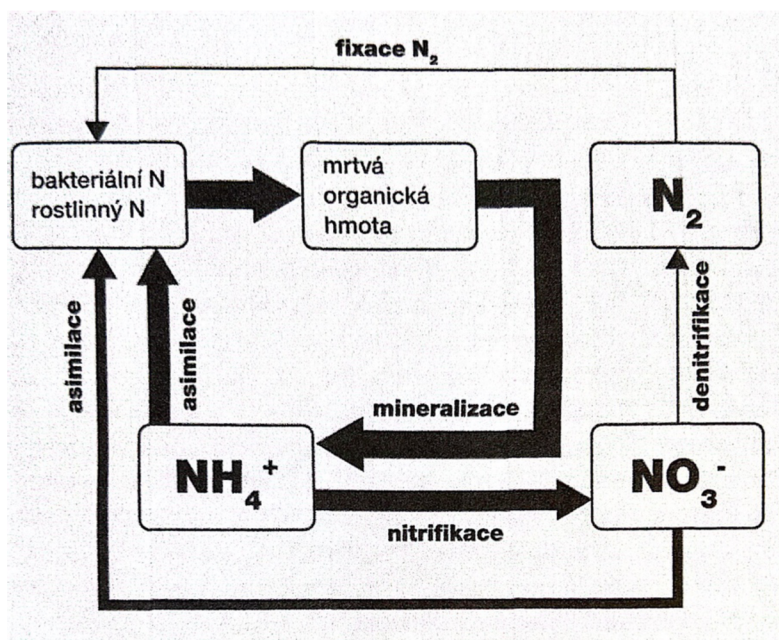 fixace N₂
bakteriální N
rostlinný N
mrtvá
organická
hmota
N₂
asimilace
asimilace
denitrifikace
mineralizace
NH₄⁺
NO₃⁻
nitrifikace